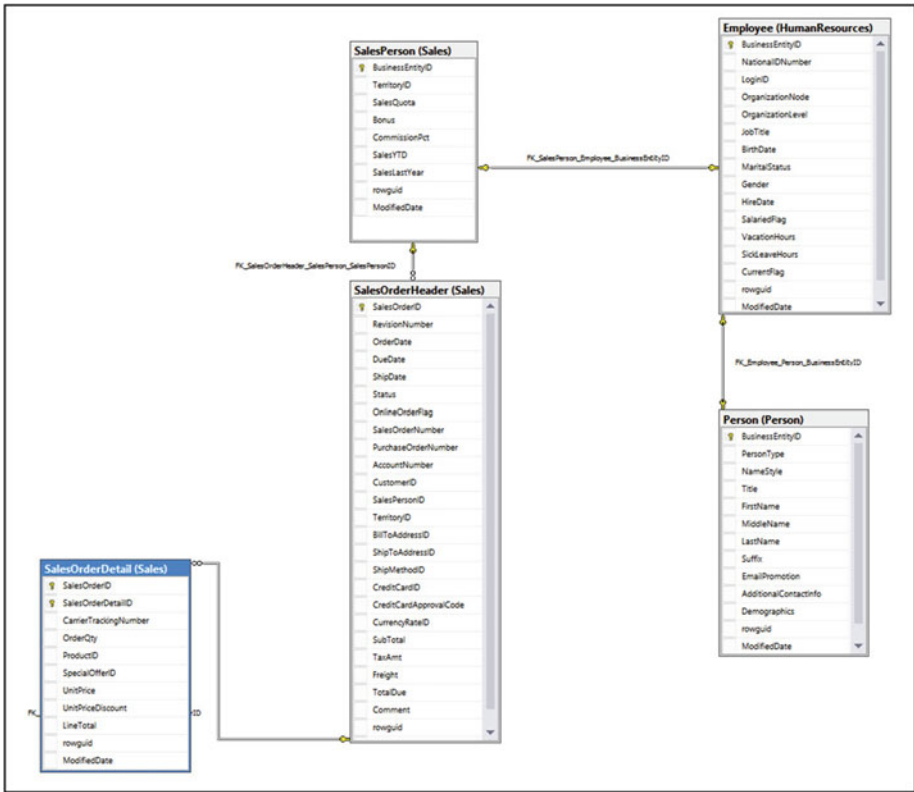 SalesPerson (Sales)
BusinessEntityID
TerritoryID
SalesQuota
Bonus
CommissionPct
SalesYTD
SalesLastYear
rowguid
ModifiedDate
FK_SalesPerson_Employee_BusinessEntityID
Employee (HumanResources)
BusinessEntityID
NationalIDNumber
LoginID
OrganizationNode
OrganizationLevel
JobTitle
BirthDate
MaritalStatus
Gender
HireDate
SalariedFlag
VacationHours
SickLeaveHours
CurrentFlag
rowguid
ModifiedDate
FK_SalesOrderHeader_SalesPerson_SalesPersonID
SalesOrderHeader (Sales)
SalesOrderID
RevisionNumber
OrderDate
DueDate
ShipDate
Status
OnlineOrderFlag
SalesOrderNumber
PurchaseOrderNumber
AccountNumber
CustomerID
SalesPersonID
TerritoryID
BillToAddressID
ShipToAddressID
ShipMethodID
CreditCardID
CreditCardApprovalCode
CurrencyRateID
SubTotal
TaxAmt
Freight
TotalDue
Comment
rowguid
FK_Employee_Person_BusinessEntityID
Person (Person)
BusinessEntityID
PersonType
NameStyle
Title
FirstName
MiddleName
LastName
Suffix
EmailPromotion
AdditionalContactInfo
Demographics
rowguid
ModifiedDate
SalesOrderDetail (Sales)
SalesOrderID
SalesOrderDetailID
CarrierTrackingNumber
OrderQty
ProductID
SpecialOfferID
UnitPrice
UnitPriceDiscount
LineTotal
rowguid
ModifiedDate
FK_
ID